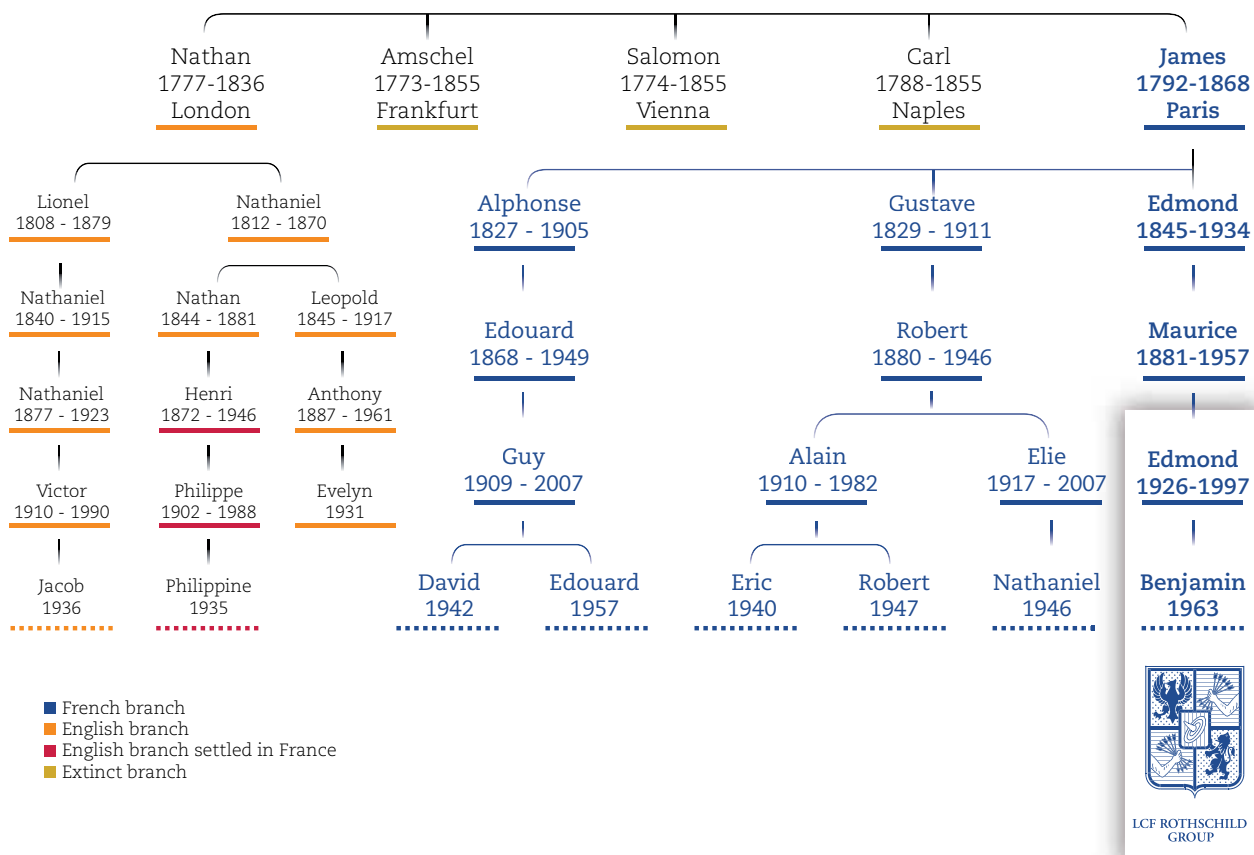 Nathan
1777-1836
London
Amschel
1773-1855
Frankfurt
Salomon
1774-1855
Vienna
Carl
1788-1855
Naples
James
1792-1868
Paris
Lionel
1808 - 1879
Nathaniel
1812 - 1870
Alphonse
1827 - 1905
Gustave
1829 - 1911
Edmond
1845-1934
Nathaniel
1840 - 1915
Nathan
1844 - 1881
Leopold
1845 - 1917
Edouard
1868 - 1949
Robert
1880 - 1946
Maurice
1881-1957
Nathaniel
1877 - 1923
Henri
1872 - 1946
Anthony
1887 - 1961
Guy
1909 - 2007
Alain
1910 - 1982
Elie
1917 - 2007
Edmond
1926-1997
Victor
1910 - 1990
Philippe
1902 - 1988
Evelyn
1931
Jacob
1936
Philippine
1935
David
1942
Edouard
1957
Eric
1940
Robert
1947
Nathaniel
1946
Benjamin
1963
French branch
English branch
English branch settled in France
Extinct branch
LCF ROTHSCHILD
GROUP